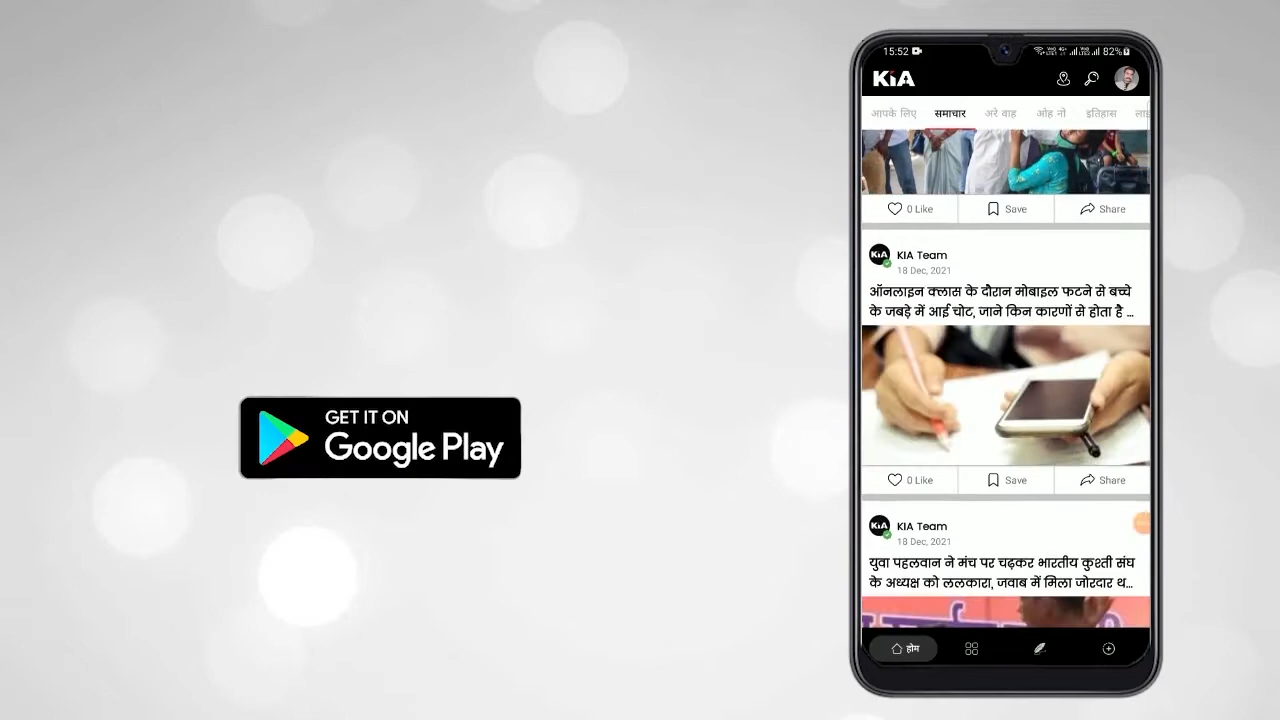 GET IT ON
Google Play
15:52
82%
KiA
आपके लिए समाचार अरे वाह ओह नो इतिहास
0 Like Save Share
KiA KIA Team
18 Dec, 2021
ऑनलाइन क्लास के दौरान मोबाइल फटने से बच्चे
के जबड़े में आई चोट, जाने किन कारणों से होता है ...
0 Like Save Share
KiA KIA Team
18 Dec, 2021
युवा पहलवान ने मंच पर चढ़कर भारतीय कुश्ती संघ
के अध्यक्ष को ललकारा, जवाब में मिला जोरदार थ...
होम